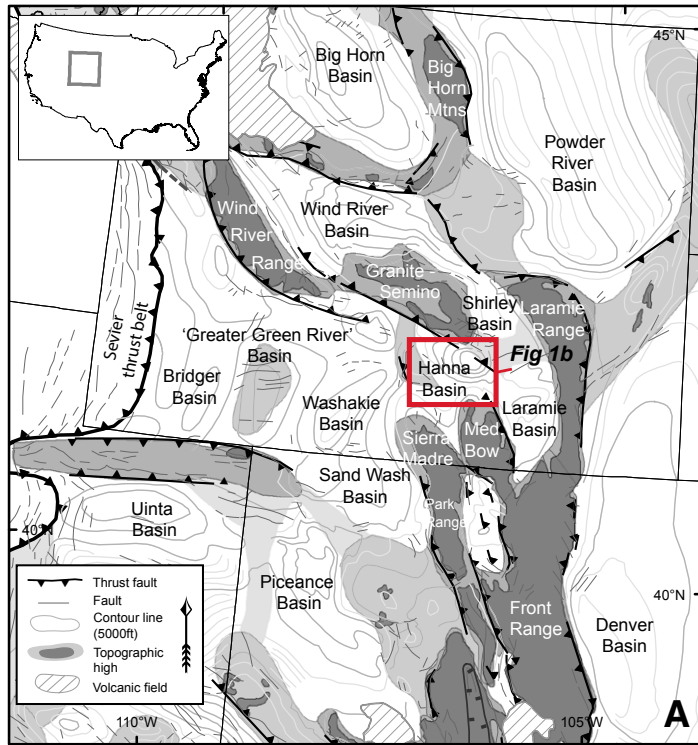 45°N
Big Horn
Basin
Big
Horn
Mtns
Powder
River
Basin
Wind
River
Range
Wind River
Basin
Granite -
Semino
Shirley
Basin
Laramie
Range
Sevier
thrust belt
'Greater Green River'
Basin
Fig 1b
Hanna
Basin
Bridger
Basin
Washakie
Basin
Laramie
Basin
Sierra
Madre
Med
Bow
Sand Wash
Basin
Park
Range
Uinta
Basin
40°N
Piceance
Basin
Front
Range
40°N
Denver
Basin
Thrust fault
Fault
Contour line
(5000ft)
Topographic
high
Volcanic field
110°W
105°W
A